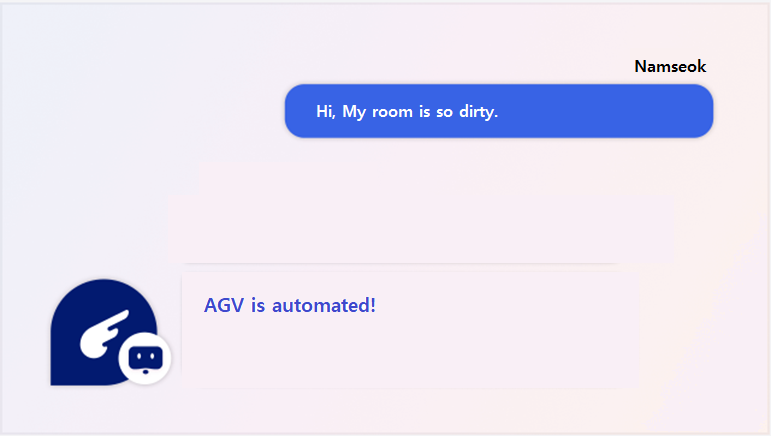 Namseok
Hi, My room is so dirty.
AGV is automated!